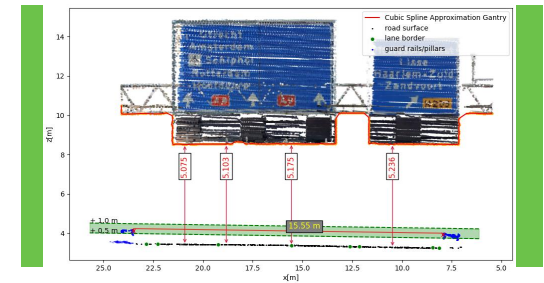 Cubic Spline Approximation Gantry
road surface
lane border
guard rails/pillars
Utrecht
Amsterdam
Schiphol
Rotterdam
Lisse
Haarlem-Zuid
Zandvoort
z[m]
14
12
10
8
6
4
5.075
5.103
5.175
5.236
+ 1.0 m
+ 0.5 m
15.55 m
25.0
22.5
20.0
17.5
15.0
12.5
10.0
7.5
5.0
x[m]